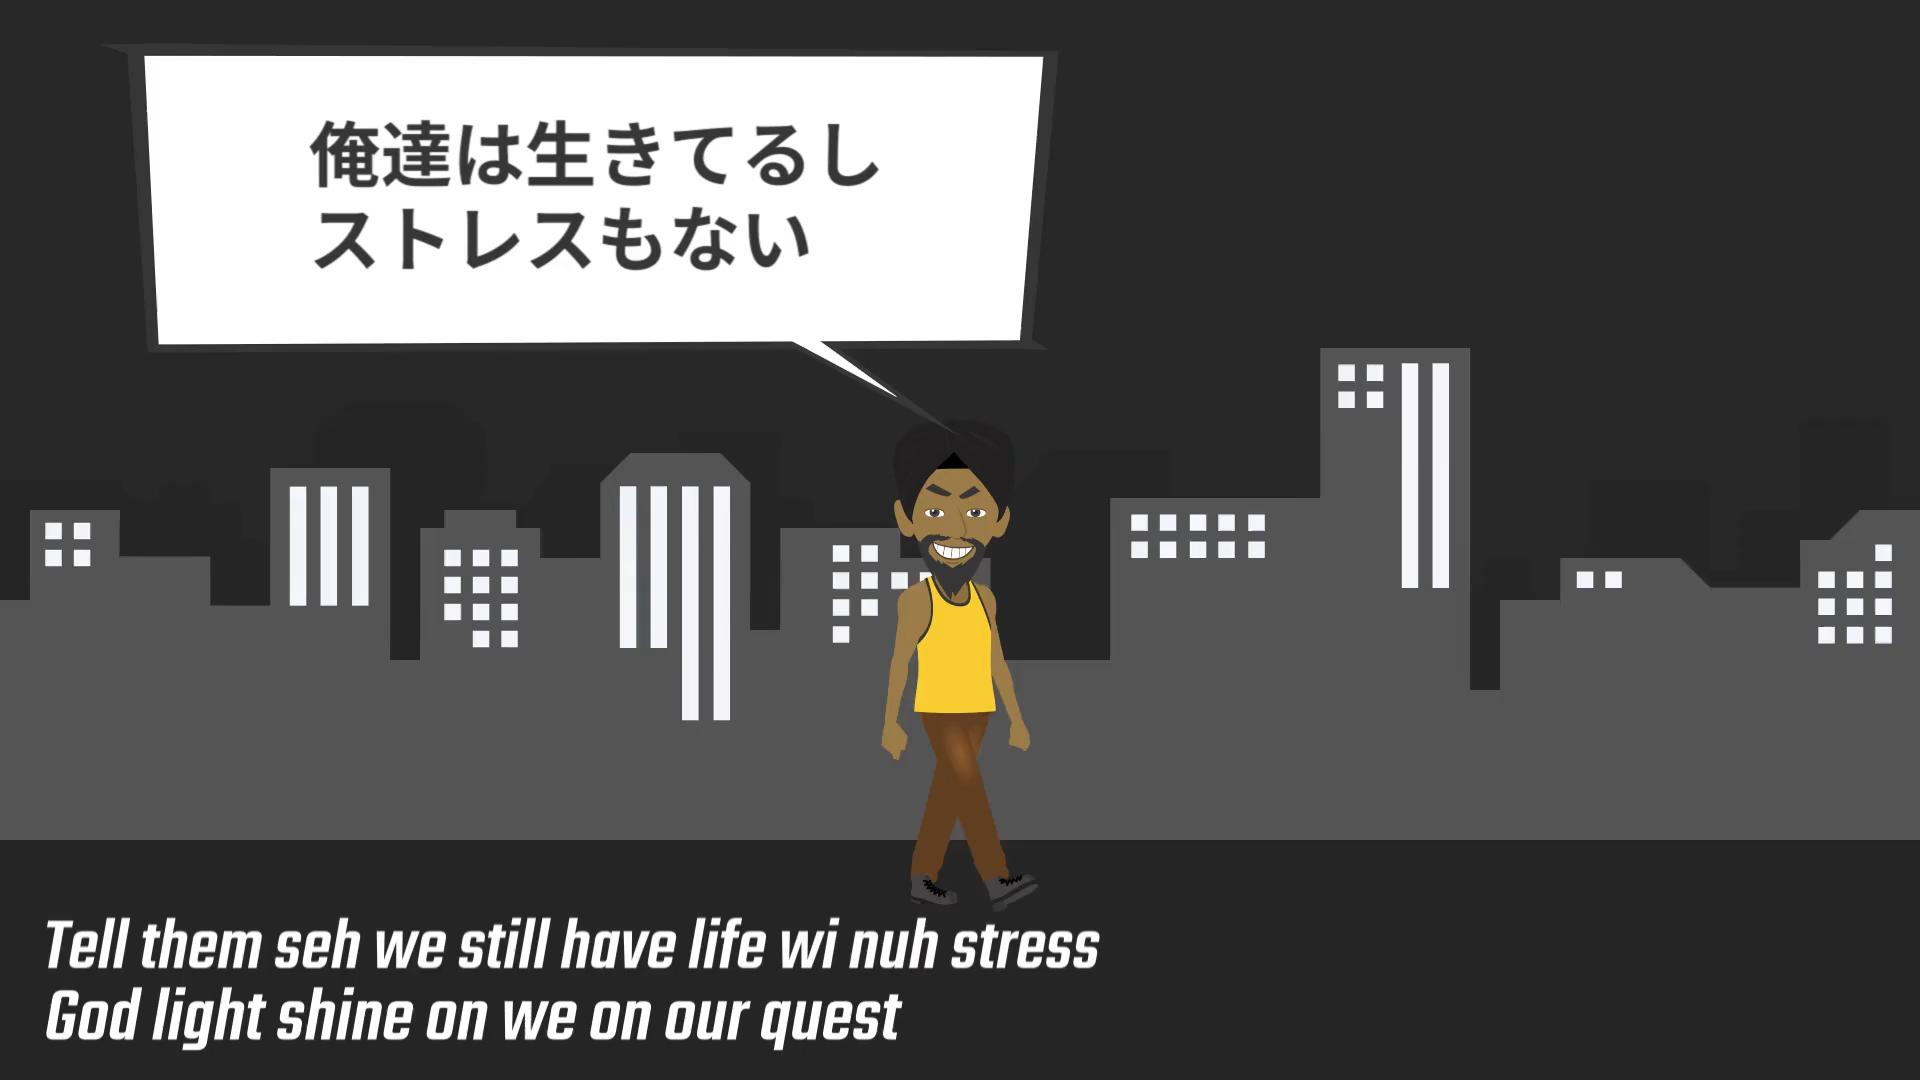 俺達は生きてるし
ストレスもない
Tell them seh we still have life wi nuh stress
God light shine on we on our quest